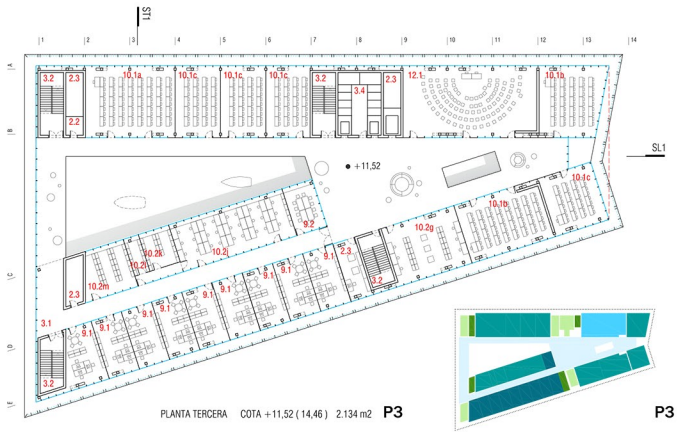 ST1
1 2 3 4 5 6 7 8 9 10 11 12 13 14
A
3.2 2.3 10.1a 10.1c 10.1c 10.1c 3.2 3.4 2.3 12.1 10.1b
2.2
B
SL1
+11,52
10.1c
10.1b
9.2
10.2g
10.2k 10.2j
10.2i
2.3
C
10.2m
9.1 9.1 9.1
2.3
3.2
9.1 9.1 9.1 9.1
3.1
9.1 9.1
D
3.2
E
PLANTA TERCERA COTA +11,52 ( 14,46 ) 2.134 m2 P3
P3